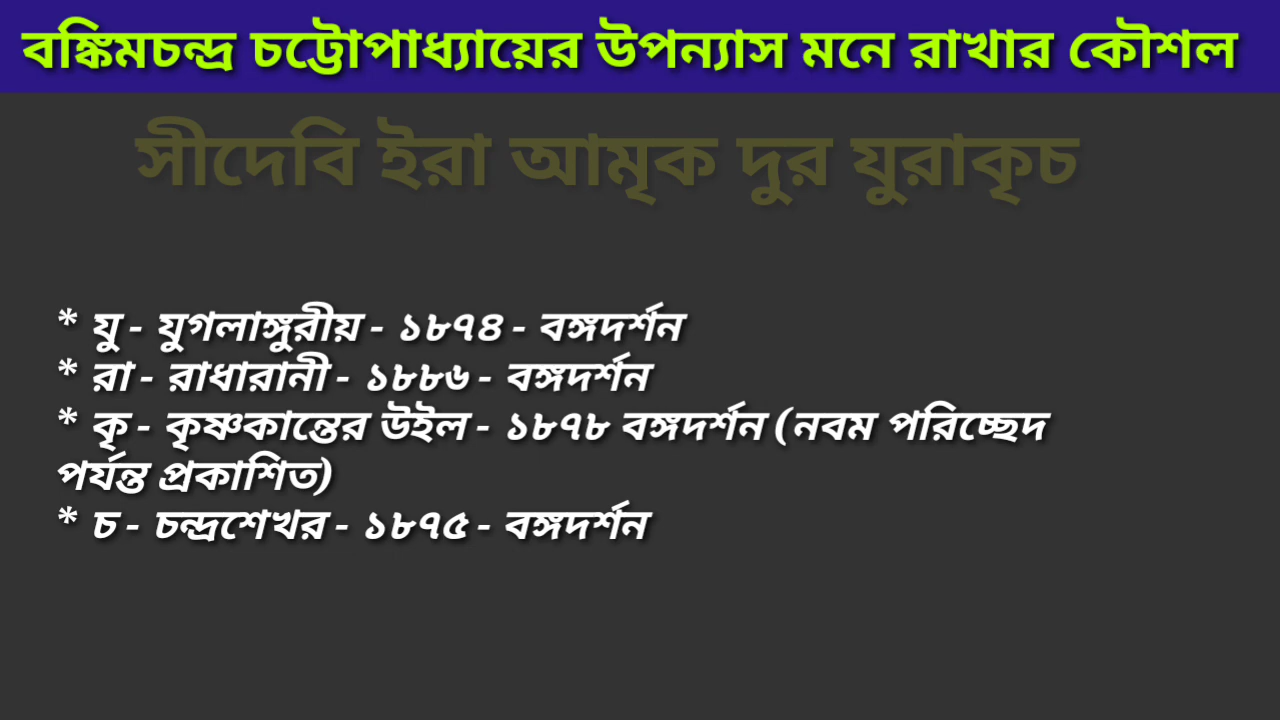 বঙ্কিমচন্দ্র চট্টোপাধ্যায়ের উপন্যাস মনে রাখার কৌশল
সীদেবি ইরা আমৃক দুর যুরাকৃচ
* যু - যুগলাঙ্গুরীয় - ১৮৭৪ - বঙ্গদর্শন
* রা - রাধারানী - ১৮৮৬ - বঙ্গদর্শন
* কৃ - কৃষ্ণকান্তের উইল - ১৮৭৮ বঙ্গদর্শন (নবম পরিচ্ছেদ
পর্যন্ত প্রকাশিত)
* চ - চন্দ্রশেখর - ১৮৭৫ - বঙ্গদর্শন